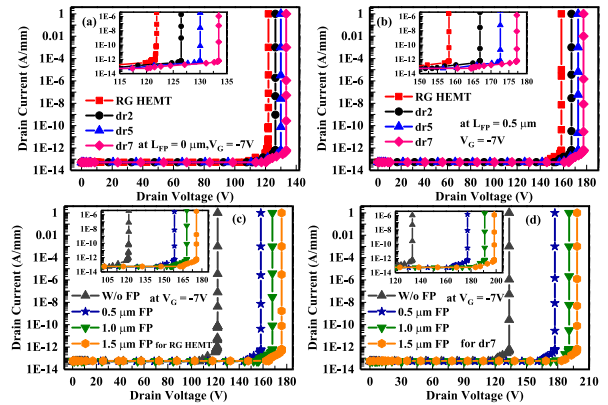 (a)
RG HEMT
dr2
dr5
dr7 at L_FP = 0 μm,V_G = -7V
Drain Current (A/mm)
1
0.01
1E-4
1E-6
1E-8
1E-10
1E-12
1E-14
0 20 40 60 80 100 120 140
Drain Voltage (V)
1E-6
1E-8
1E-10
1E-12
1E-14
115 121 127 133
(b)
RG HEMT
dr2
dr5 at L_FP = 0.5 μm
dr7 V_G = -7V
Drain Current (A/mm)
1
0.01
1E-4
1E-6
1E-8
1E-10
1E-12
1E-14
0 20 40 60 80 100 120 140 160 180 200
Drain Voltage (V)
1E-6
1E-8
1E-10
1E-12
1E-14
150 155 160 165 170 175 180
(c)
W/o FP at V_G = -7V
0.5 μm FP
1.0 μm FP
1.5 μm FP for RG HEMT
Drain Current (A/mm)
1
0.01
1E-4
1E-6
1E-8
1E-10
1E-12
1E-14
0 20 40 60 80 100 120 140 160 180
Drain Voltage (V)
1E-6
1E-8
1E-10
1E-12
1E-14
105 120 135 150 165 180
(d)
W/o FP at V_G = -7V
0.5 μm FP
1.0 μm FP
1.5 μm FP for dr7
Drain Current (A/mm)
1
0.01
1E-4
1E-6
1E-8
1E-10
1E-12
1E-14
0 30 60 90 120 150 180 210
Drain Voltage (V)
1E-6
1E-8
1E-10
1E-12
1E-14
120 140 160 180 200